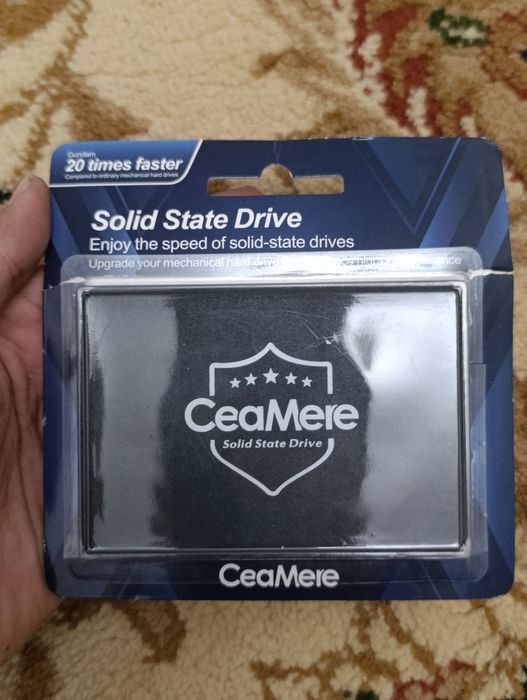 Gundam
20 times faster
Compared to ordinary mechanical hard drives
Solid State Drive
Enjoy the speed of solid-state drives
Upgrade your mechanical hard drive
CeaMere
Solid State Drive
CeaMere